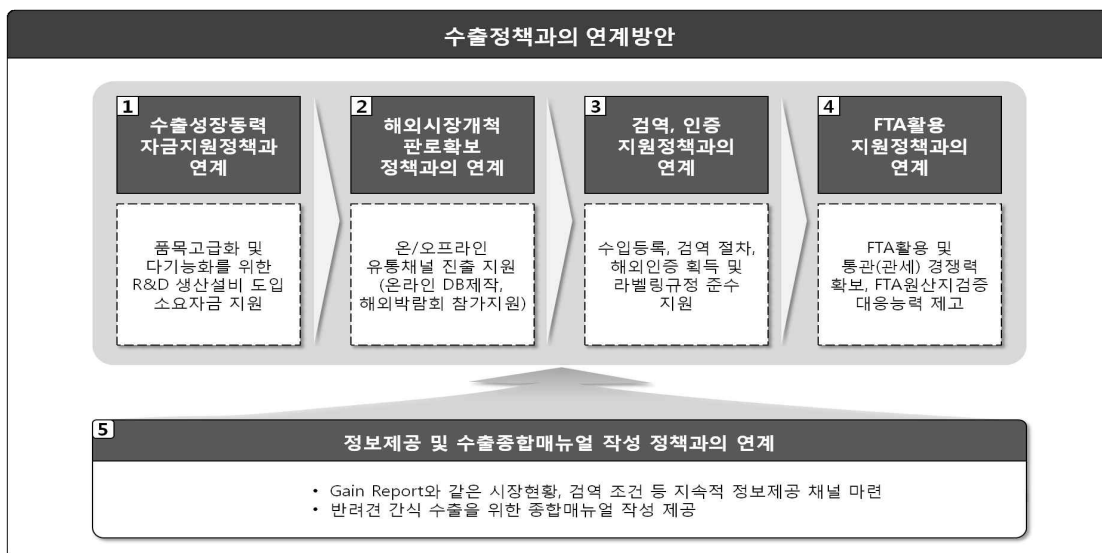 수출정책과의 연계방안
1
수출성장동력
자금지원정책과
연계
품목고급화 및
다기능화를 위한
R&D 생산설비 도입
소요자금 지원
2
해외시장개척
판로확보
정책과의 연계
온/오프라인
유통채널 진출 지원
(온라인 DB제작,
해외박람회 참가지원)
3
검역, 인증
지원정책과의
연계
수입등록, 검역 절차,
해외인증 획득 및
라벨링규정 준수
지원
4
FTA활용
지원정책과의
연계
FTA활용 및
통관(관세) 경쟁력
확보, FTA원산지검증
대응능력 제고
5
정보제공 및 수출종합매뉴얼 작성 정책과의 연계
• Gain Report와 같은 시장현황, 검역 조건 등 지속적 정보제공 채널 마련
• 반려견 간식 수출을 위한 종합매뉴얼 작성 제공